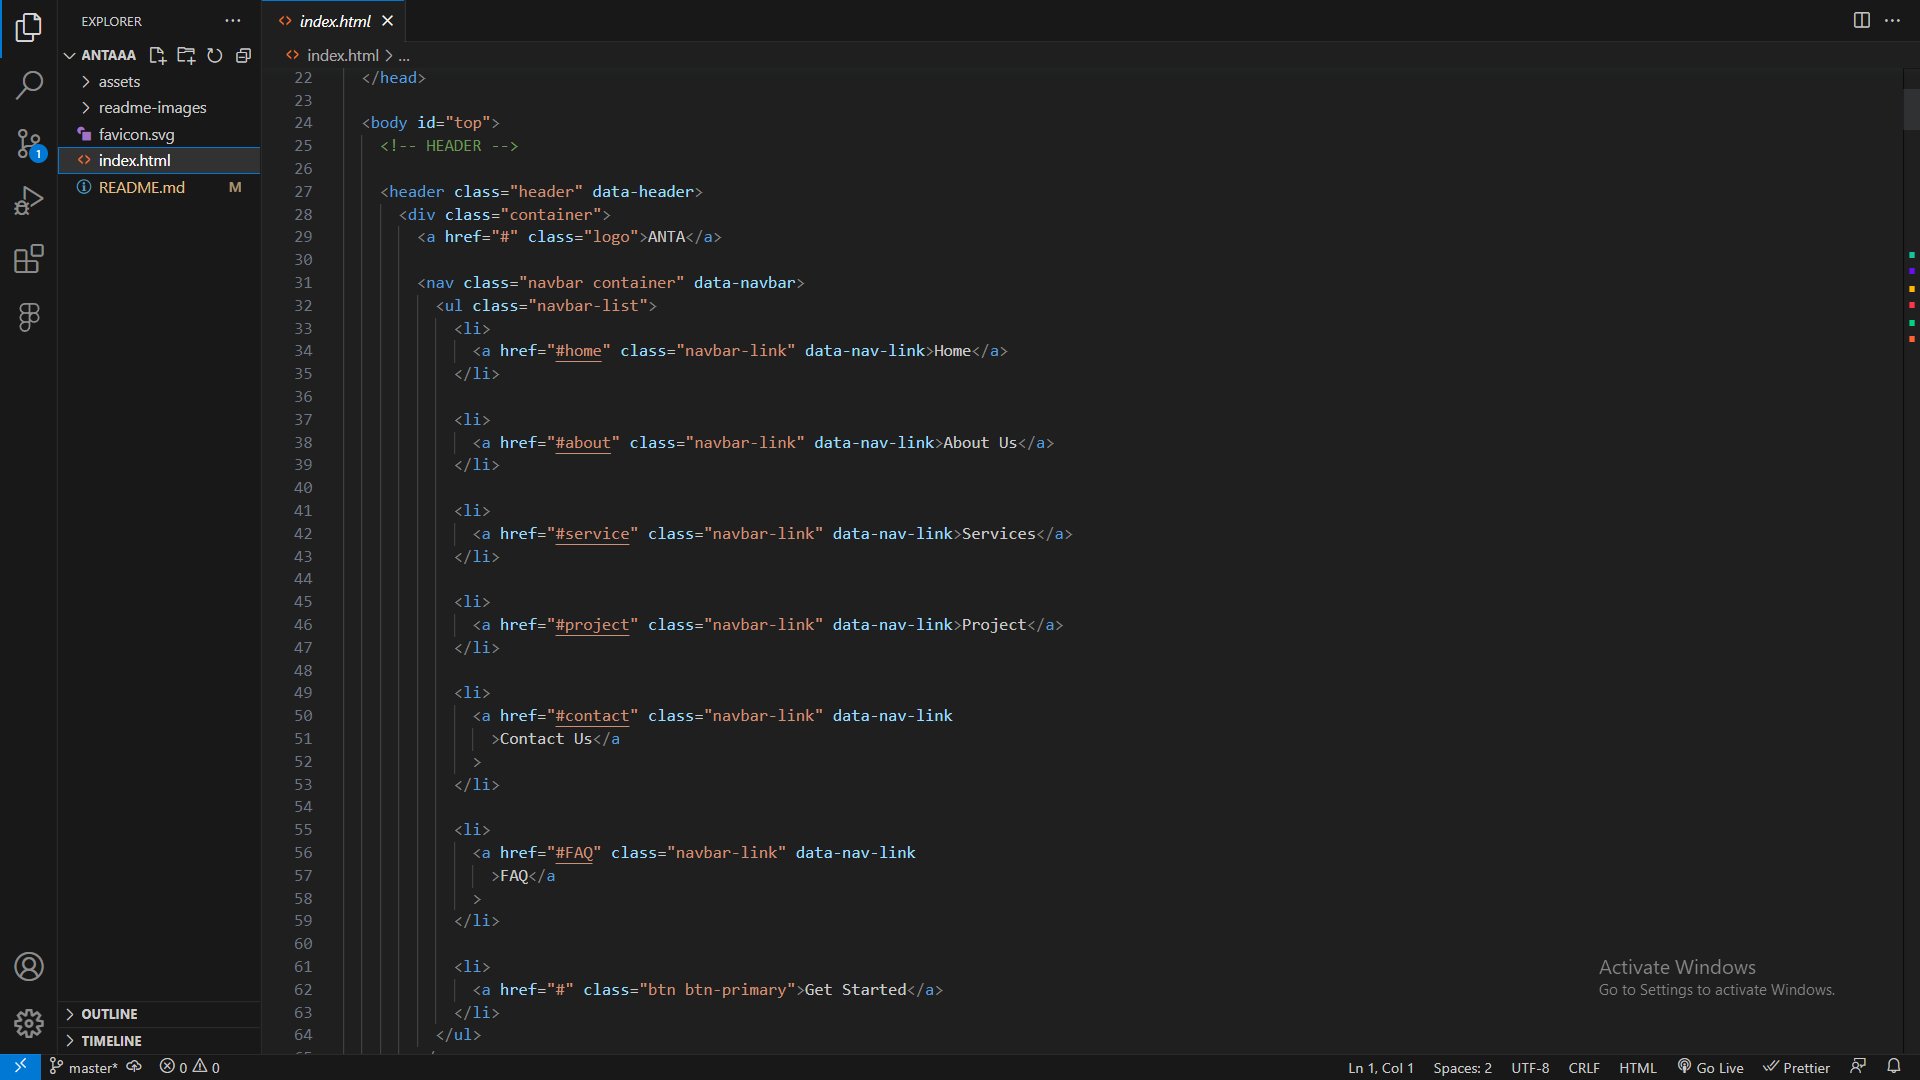 EXPLORER
ANTAAA
assets
readme-images
favicon.svg
index.html
README.md M
1
OUTLINE
TIMELINE
index.html
index.html > ...
22 </head>
23
24 <body id="top">
25 <!-- HEADER -->
26
27 <header class="header" data-header>
28 <div class="container">
29 <a href="#" class="logo">ANTA</a>
30
31 <nav class="navbar container" data-navbar>
32 <ul class="navbar-list">
33 <li>
34 <a href="#home" class="navbar-link" data-nav-link>Home</a>
35 </li>
36
37 <li>
38 <a href="#about" class="navbar-link" data-nav-link>About Us</a>
39 </li>
40
41 <li>
42 <a href="#service" class="navbar-link" data-nav-link>Services</a>
43 </li>
44
45 <li>
46 <a href="#project" class="navbar-link" data-nav-link>Project</a>
47 </li>
48
49 <li>
50 <a href="#contact" class="navbar-link" data-nav-link
51 >Contact Us</a
52 >
53 </li>
54
55 <li>
56 <a href="#FAQ" class="navbar-link" data-nav-link
57 >FAQ</a
58 >
59 </li>
60
61 <li>
62 <a href="#" class="btn btn-primary">Get Started</a>
63 </li>
64 </ul>
Activate Windows
Go to Settings to activate Windows.
master* 0 0 Ln 1, Col 1 Spaces: 2 UTF-8 CRLF HTML Go Live Prettier